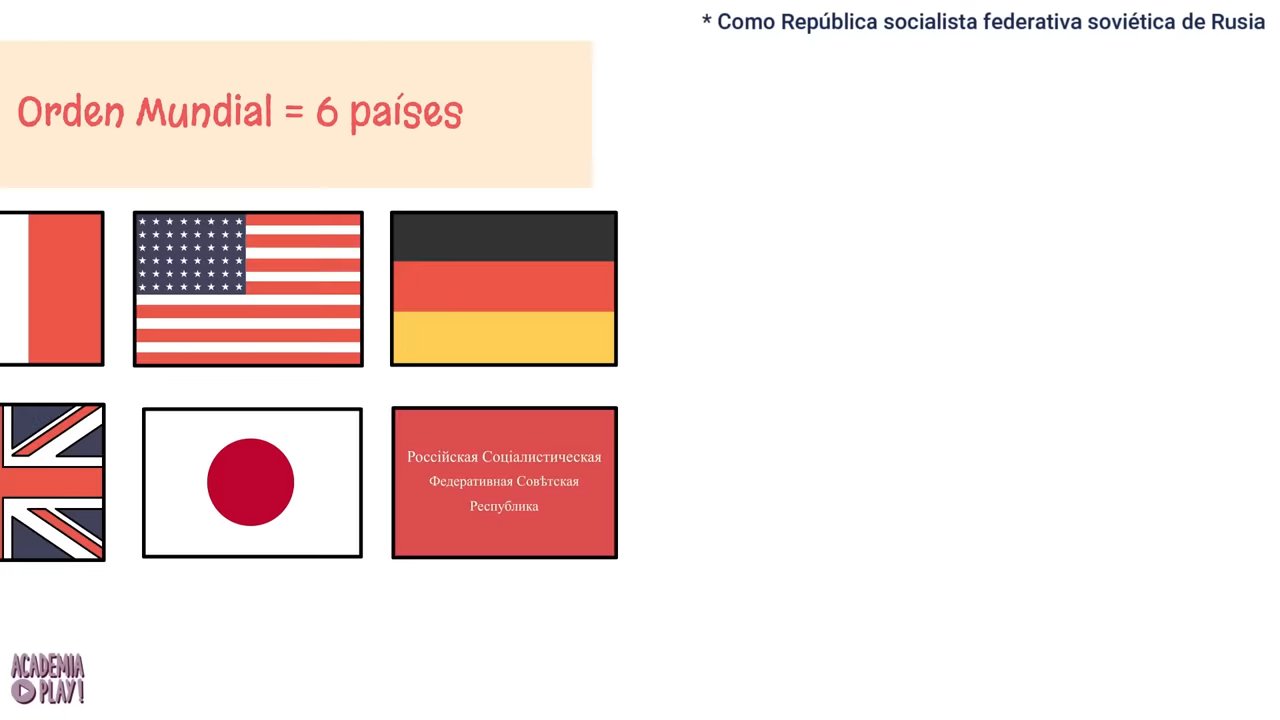 * Como República socialista federativa soviética de Rusia
Orden Mundial = 6 países
Россійская Соціалистическая
Федеративная Совѣтская
Республика
ACADEMIA
PLAY!